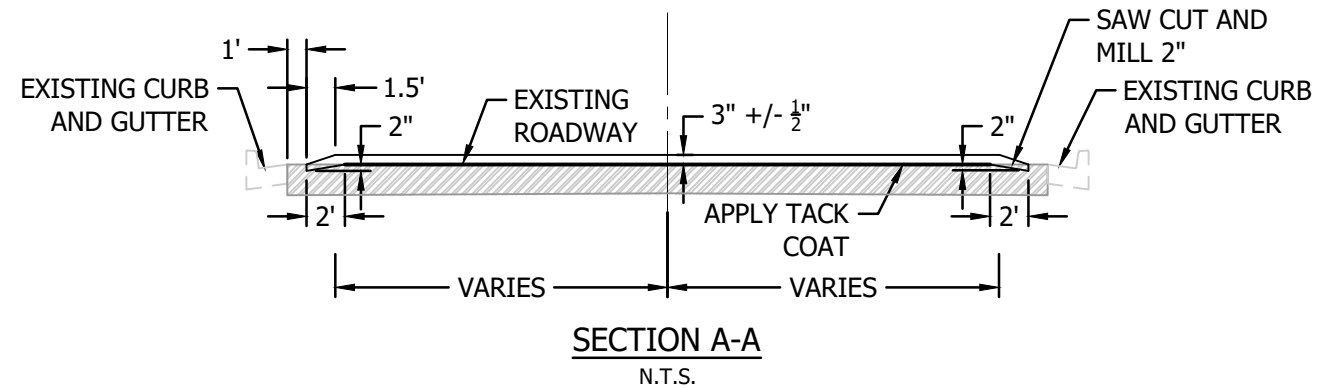 1'
EXISTING CURB
AND GUTTER
1.5'
2"
EXISTING
ROADWAY
3" +/- ½"
2"
SAW CUT AND
MILL 2"
EXISTING CURB
AND GUTTER
2'
APPLY TACK
COAT
2'
VARIES
VARIES
SECTION A-A
N.T.S.